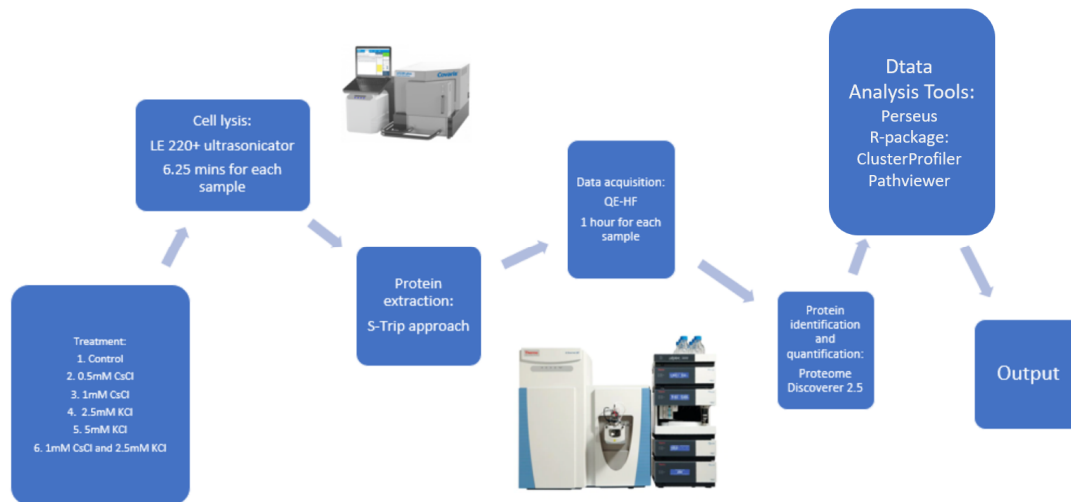 Treatment:
1. Control
2. 0.5mM CsCl
3. 1mM CsCl
4. 2.5mM KCl
5. 5mM KCl
6. 1mM CsCl and 2.5mM KCl
Cell lysis:
LE 220+ ultrasonicator
6.25 mins for each
sample
Covaris
Protein
extraction:
S-Trip approach
Data acquisition:
QE-HF
1 hour for each
sample
Protein
identification
and
quantification:
Proteome
Discoverer 2.5
Dtata
Analysis Tools:
Perseus
R-package:
ClusterProfiler
Pathviewer
Output